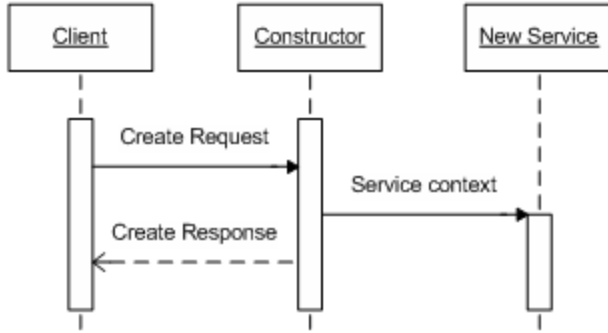 Client
Constructor
New Service
Create Request
Service context
Create Response